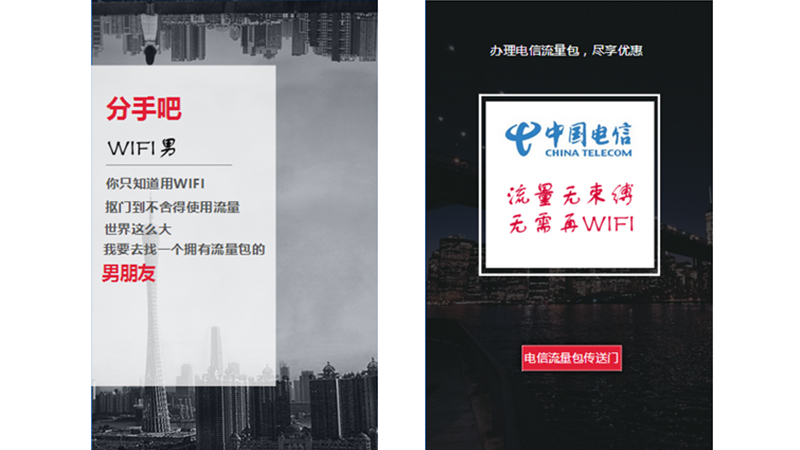 分手吧
WIFI男
你只知道用WIFI
抠门到不舍得使用流量
世界这么大
我要去找一个拥有流量包的
男朋友
办理电信流量包，尽享优惠
中国电信
CHINA TELECOM
流量无束缚
无需再WIFI
电信流量包传送门